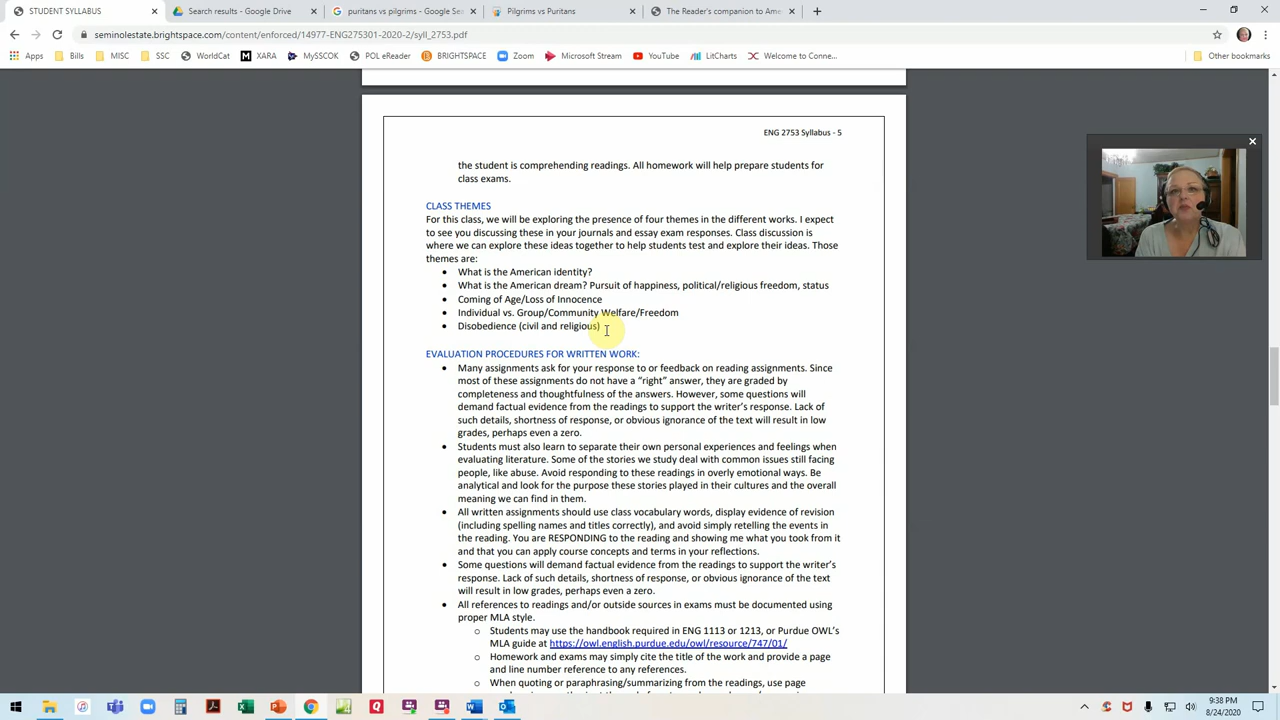 STUDENT SYLLABUS
Search results - Google Drive
puritans vs pilgrims - Google Se
Pilgrims vs Puritans
The Reader's companion to Ame
seminolestate.brightspace.com/content/enforced/14977-ENG275301-2020-2/syll_2753.pdf
Apps
Bills
MISC
SSC
WorldCat
XARA
MySSCOK
POL eReader
BRIGHTSPACE
Zoom
Microsoft Stream
YouTube
LitCharts
Welcome to Conne...
Other bookmarks
ENG 2753 Syllabus - 5
the student is comprehending readings. All homework will help prepare students for
class exams.
CLASS THEMES
For this class, we will be exploring the presence of four themes in the different works. I expect
to see you discussing these in your journals and essay exam responses. Class discussion is
where we can explore these ideas together to help students test and explore their ideas. Those
themes are:
• What is the American identity?
• What is the American dream? Pursuit of happiness, political/religious freedom, status
• Coming of Age/Loss of Innocence
• Individual vs. Group/Community Welfare/Freedom
• Disobedience (civil and religious)
EVALUATION PROCEDURES FOR WRITTEN WORK:
• Many assignments ask for your response to or feedback on reading assignments. Since
most of these assignments do not have a “right” answer, they are graded by
completeness and thoughtfulness of the answers. However, some questions will
demand factual evidence from the readings to support the writer’s response. Lack of
such details, shortness of response, or obvious ignorance of the text will result in low
grades, perhaps even a zero.
• Students must also learn to separate their own personal experiences and feelings when
evaluating literature. Some of the stories we study deal with common issues still facing
people, like abuse. Avoid responding to these readings in overly emotional ways. Be
analytical and look for the purpose these stories played in their cultures and the overall
meaning we can find in them.
• All written assignments should use class vocabulary words, display evidence of revision
(including spelling names and titles correctly), and avoid simply retelling the events in
the reading. You are RESPONDING to the reading and showing me what you took from it
and that you can apply course concepts and terms in your reflections.
• Some questions will demand factual evidence from the readings to support the writer’s
response. Lack of such details, shortness of response, or obvious ignorance of the text
will result in low grades, perhaps even a zero.
• All references to readings and/or outside sources in exams must be documented using
proper MLA style.
o Students may use the handbook required in ENG 1113 or 1213, or Purdue OWL’s
MLA guide at https://owl.english.purdue.edu/owl/resource/747/01/
o Homework and exams may simply cite the title of the work and provide a page
and line number reference to any references.
o When quoting or paraphrasing/summarizing from the readings, use page
9:38 PM
8/24/2020